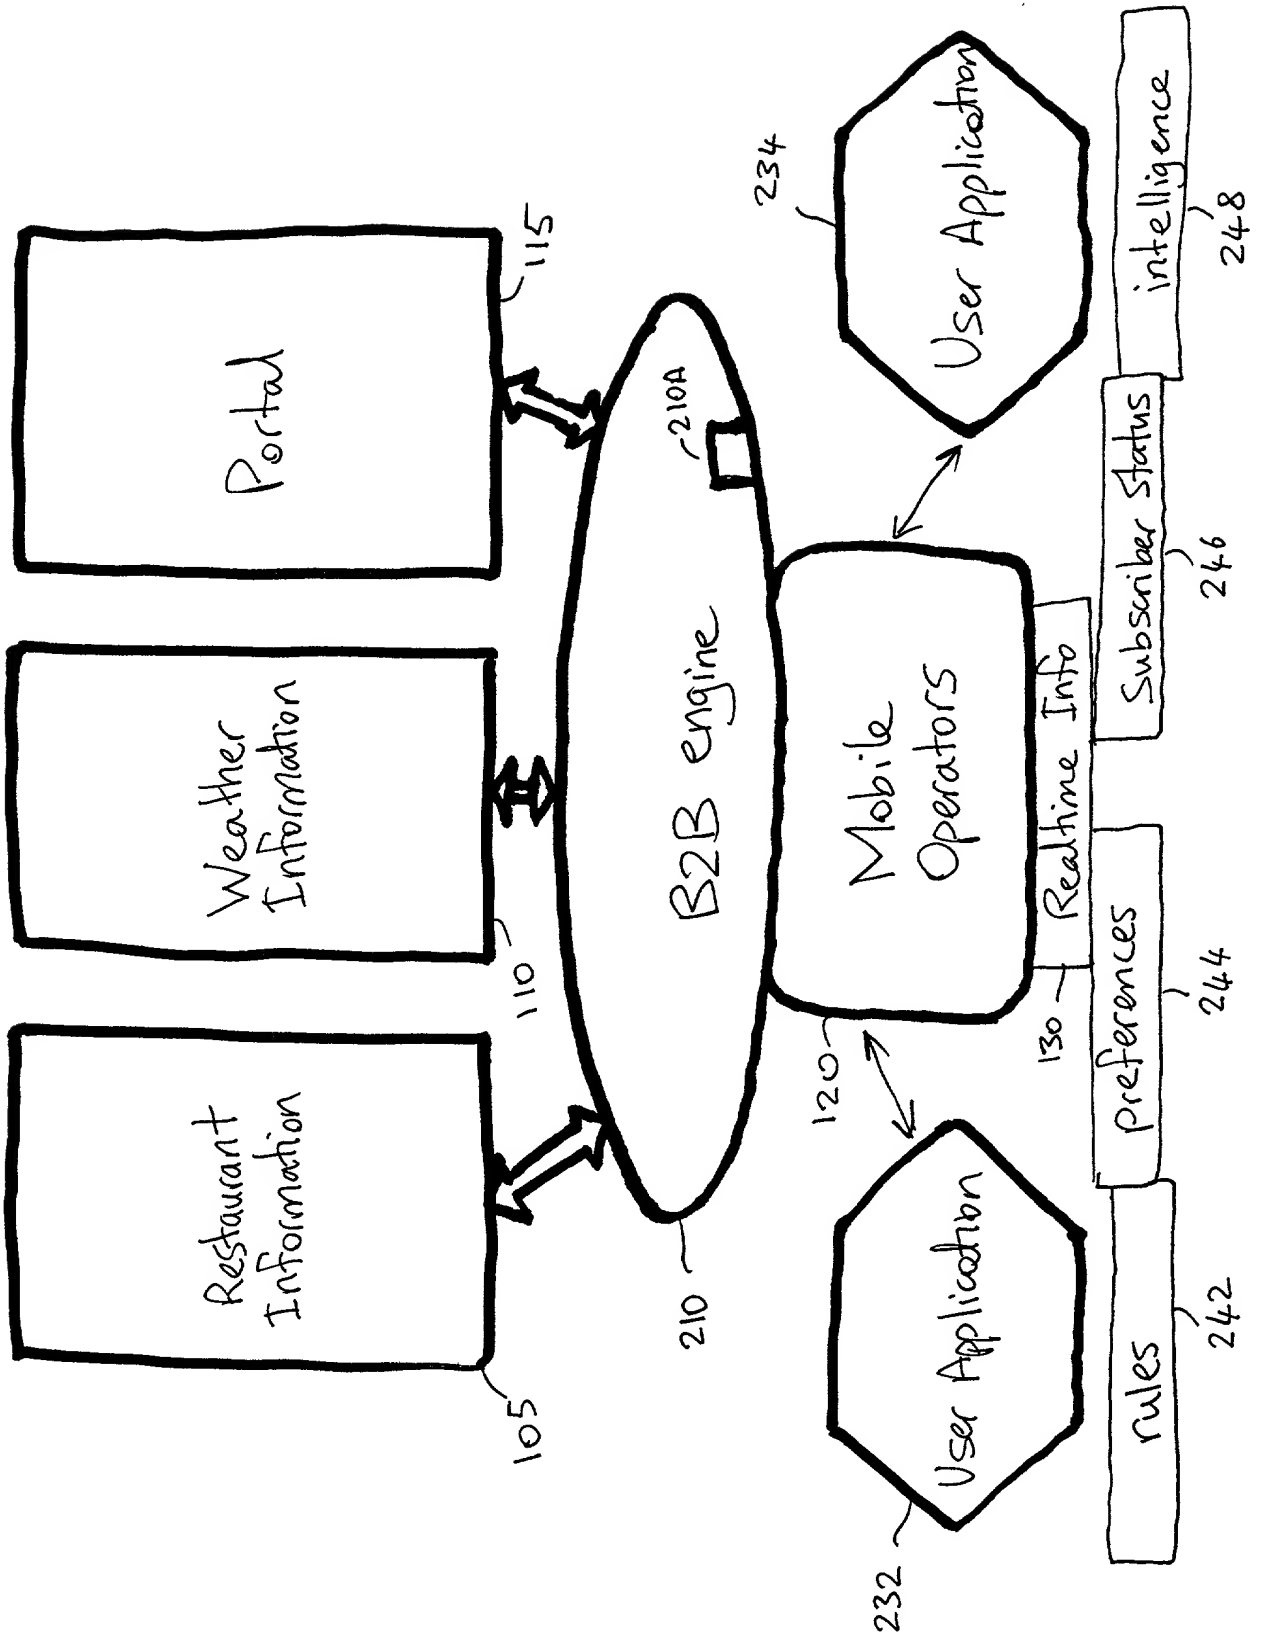 Restaurant
Information
105
Weather
Information
110
Portal
115
B2B engine
210
210A
Mobile
Operators
120
Realtime Info
130
User Application
232
User Application
234
rules
242
preferences
244
Subscriber Status
246
intelligence
248